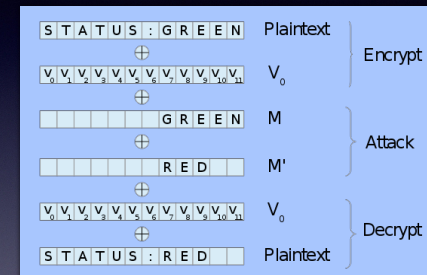 STATUS:GREEN Plaintext
Encrypt
V0 V1 V2 V3 V4 V5 V6 V7 V8 V9 V10 V11 V0
GREEN M
Attack
RED M'
V0 V1 V2 V3 V4 V5 V6 V7 V8 V9 V10 V11 V0
Decrypt
STATUS:RED Plaintext